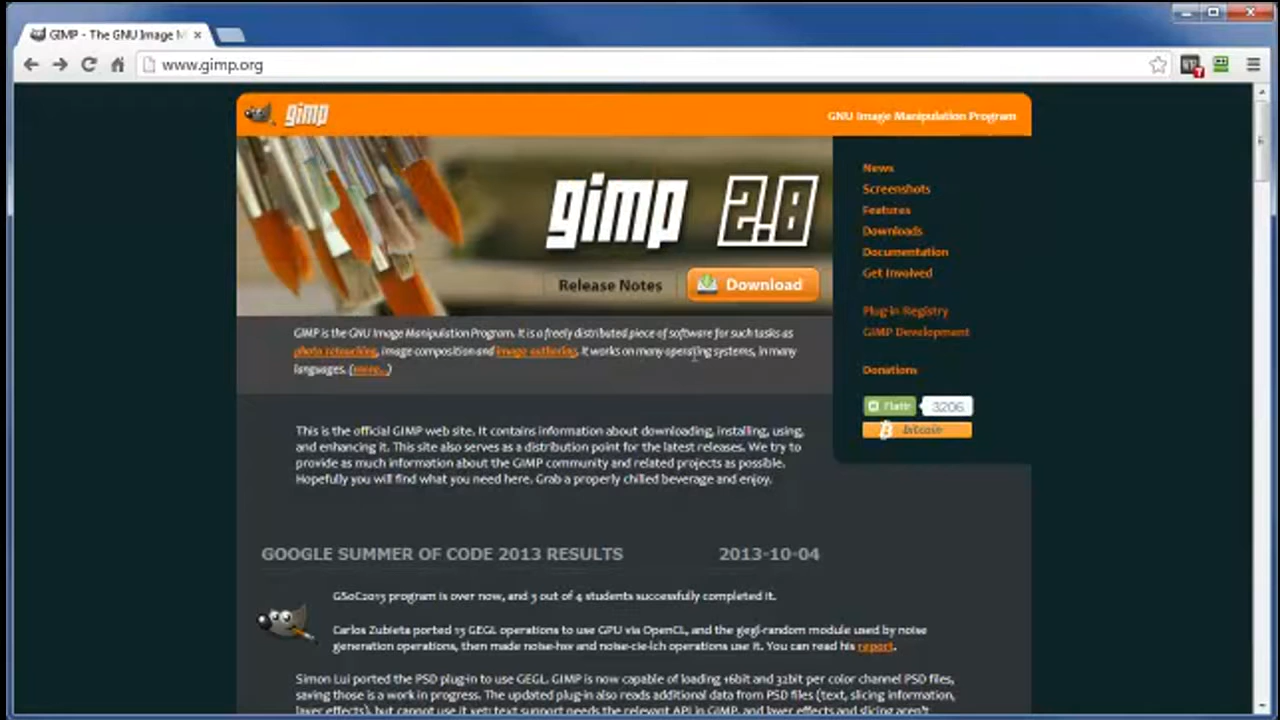 GIMP - The GNU Image M
www.gimp.org
7
gimp
GNU Image Manipulation Program
gimp 2.8
Release Notes
Download
News
Screenshots
Features
Downloads
Documentation
Get Involved
Plug-in Registry
GIMP Development
Donations
Flattr
3206
bitcoin
GIMP is the GNU Image Manipulation Program. It is a freely distributed piece of software for such tasks as
photo retouching, image composition and image authoring. It works on many operating systems, in many
languages. (more...)
This is the official GIMP web site. It contains information about downloading, installing, using,
and enhancing it. This site also serves as a distribution point for the latest releases. We try to
provide as much information about the GIMP community and related projects as possible.
Hopefully you will find what you need here. Grab a properly chilled beverage and enjoy.
GOOGLE SUMMER OF CODE 2013 RESULTS 2013-10-04
GSoC2013 program is over now, and 3 out of 4 students successfully completed it.
Carlos Zubieta ported 13 GEGL operations to use GPU via OpenCL, and the gegl-random module used by noise
generation operations, then made noise-hsv and noise-cie-lch operations use it. You can read his report.
Simon Lui ported the PSD plug-in to use GEGL. GIMP is now capable of loading 16bit and 32bit per color channel PSD files,
saving those is a work in progress. The updated plug-in also reads additional data from PSD files (text, slicing information,
layer effects), but cannot use it yet: text support needs the relevant API in GIMP, and layer effects and slicing aren't